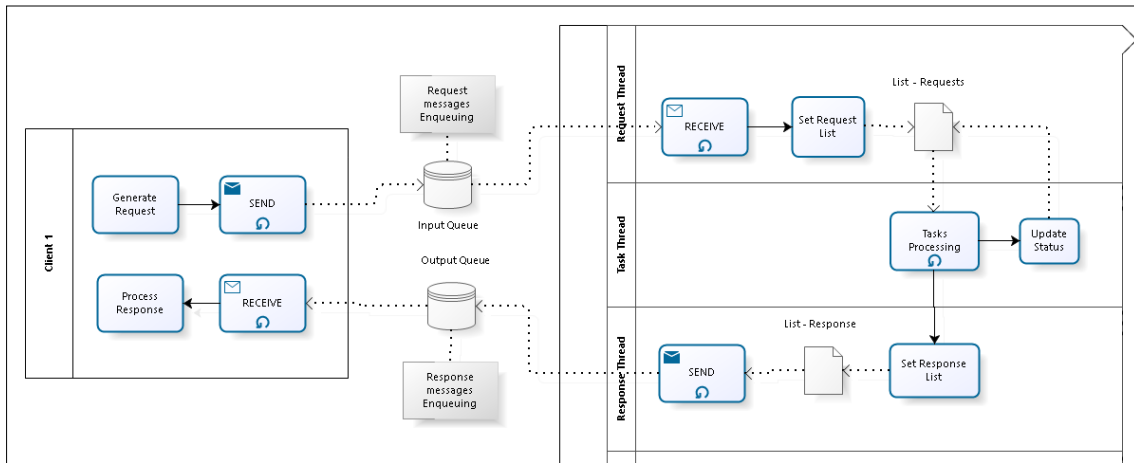 Client 1
Generate
Request
SEND
Process
Response
RECEIVE
Request
messages
Enqueuing
Input Queue
Output Queue
Response
messages
Enqueuing
Request Thread
RECEIVE
Set Request
List
List - Requests
Task Thread
Tasks
Processing
Update
Status
Response Thread
SEND
List - Response
Set Response
List